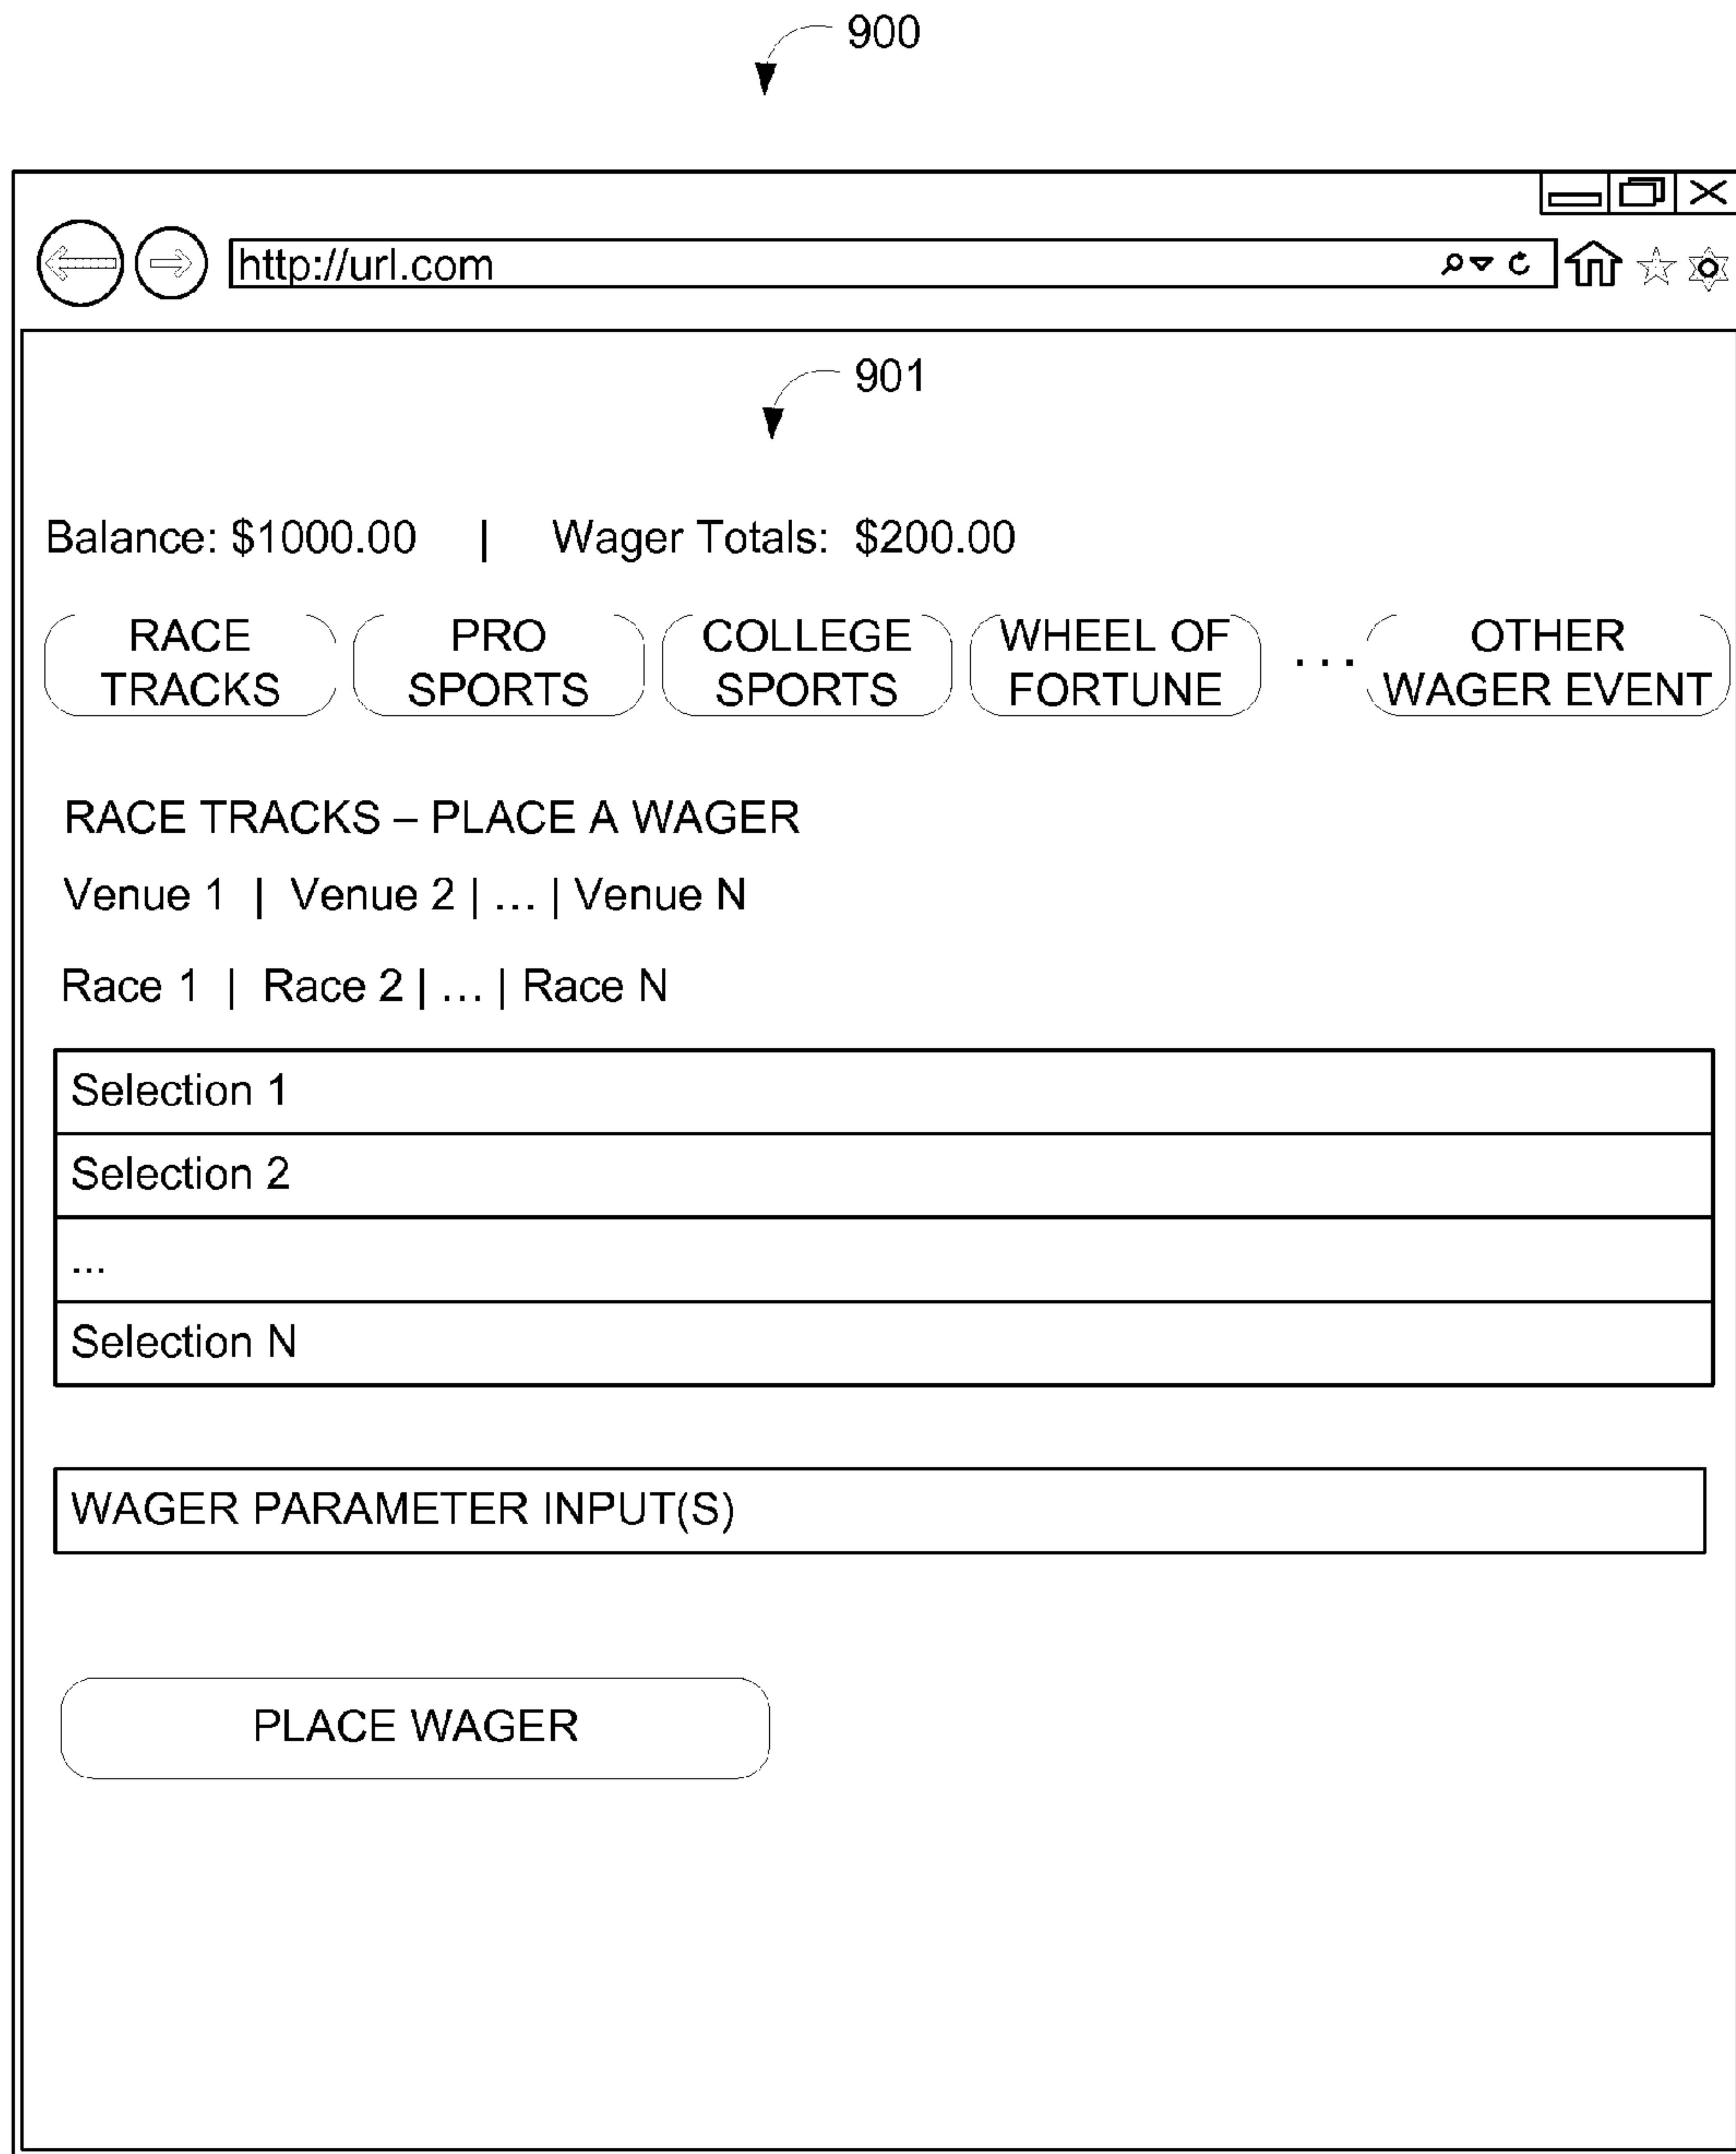 900
http://url.com
901
Balance: $1000.00 | Wager Totals: $200.00
RACE TRACKS
PRO SPORTS
COLLEGE SPORTS
WHEEL OF FORTUNE
...
OTHER WAGER EVENT
RACE TRACKS – PLACE A WAGER
Venue 1 | Venue 2 | ... | Venue N
Race 1 | Race 2 | ... | Race N
Selection 1
Selection 2
...
Selection N
WAGER PARAMETER INPUT(S)
PLACE WAGER